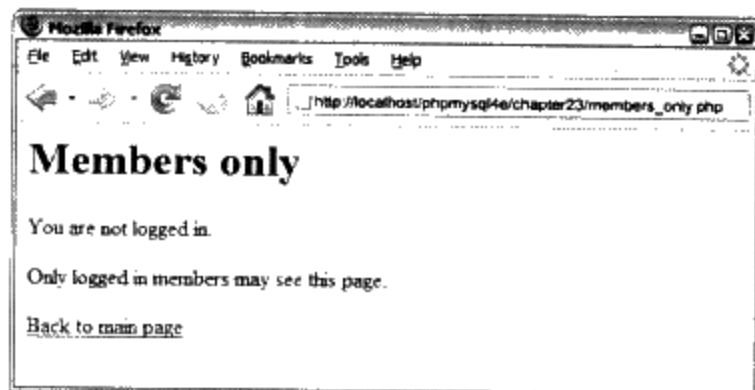 Mozilla Firefox
File Edit View History Bookmarks Tools Help
http://localhost/phpmysql4e/chapter23/members_only.php
Members only
You are not logged in.
Only logged in members may see this page.
Back to main page